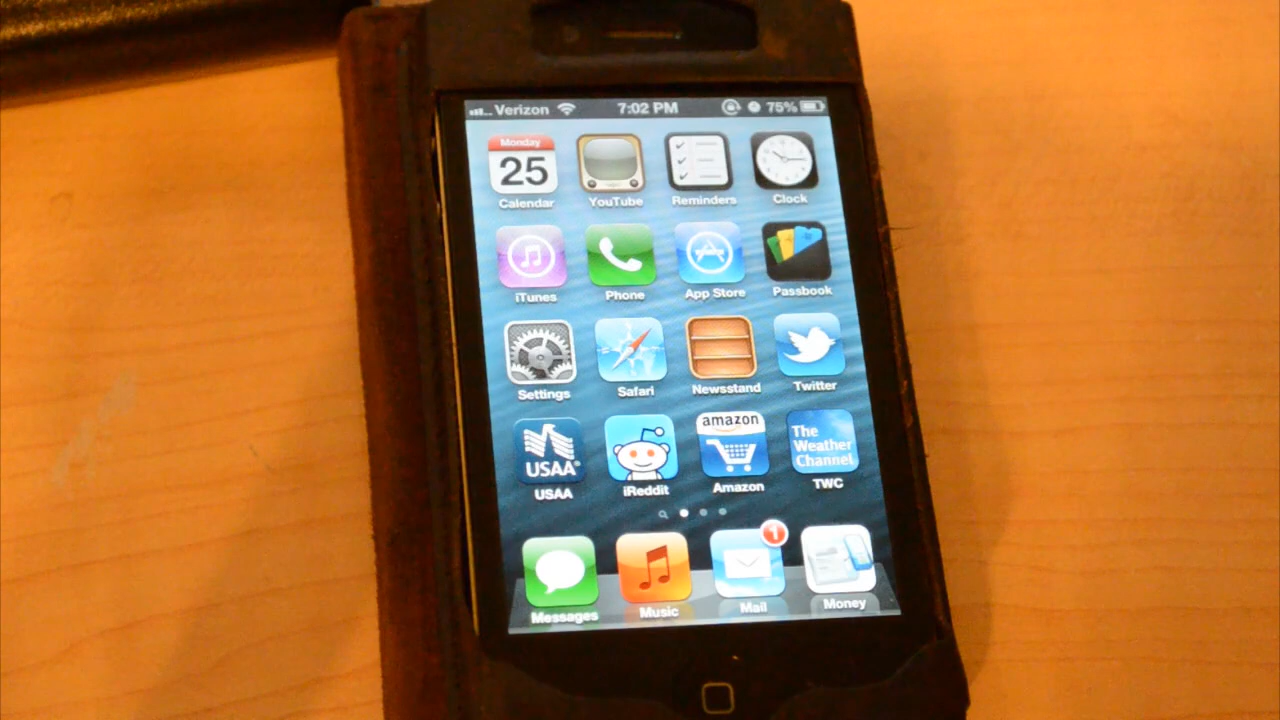 Verizon 7:02 PM 75%
Monday
25
Calendar YouTube Reminders Clock
iTunes Phone App Store Passbook
Settings Safari Newsstand Twitter
USAA
amazon
The
Weather
Channel
USAA iReddit Amazon TWC
1
Messages Music Mail Money